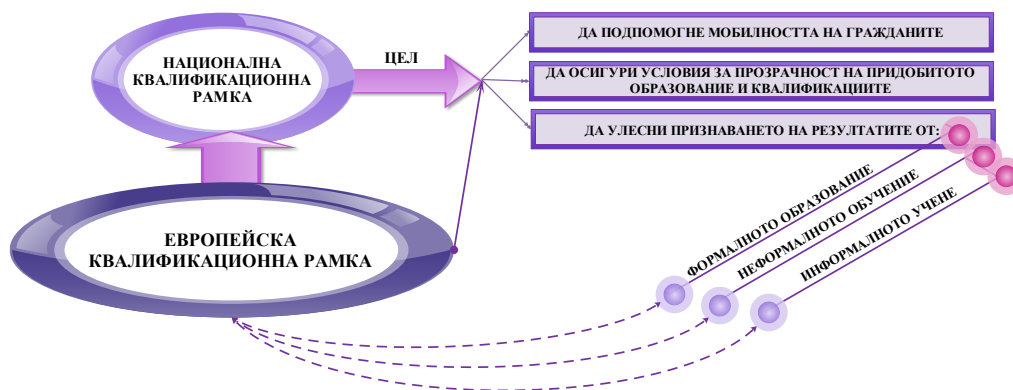 НАЦИОНАЛНА
КВАЛИФИКАЦИОННА
РАМКА
ЦЕЛ
ДА ПОДПОМОГНЕ МОБИЛНОСТТА НА ГРАЖДАНИТЕ
ДА ОСИГУРИ УСЛОВИЯ ЗА ПРОЗРАЧНОСТ НА ПРИДОБИТОТО
ОБРАЗОВАНИЕ И КВАЛИФИКАЦИИТЕ
ДА УЛЕСНИ ПРИЗНАВАНЕТО НА РЕЗУЛТАТИТЕ ОТ:
ЕВРОПЕЙСКА
КВАЛИФИКАЦИОННА РАМКА
ФОРМАЛНОТО ОБРАЗОВАНИЕ
НЕФОРМАЛНОТО ОБУЧЕНИЕ
ИНФОРМАЛНОТО УЧЕНЕ